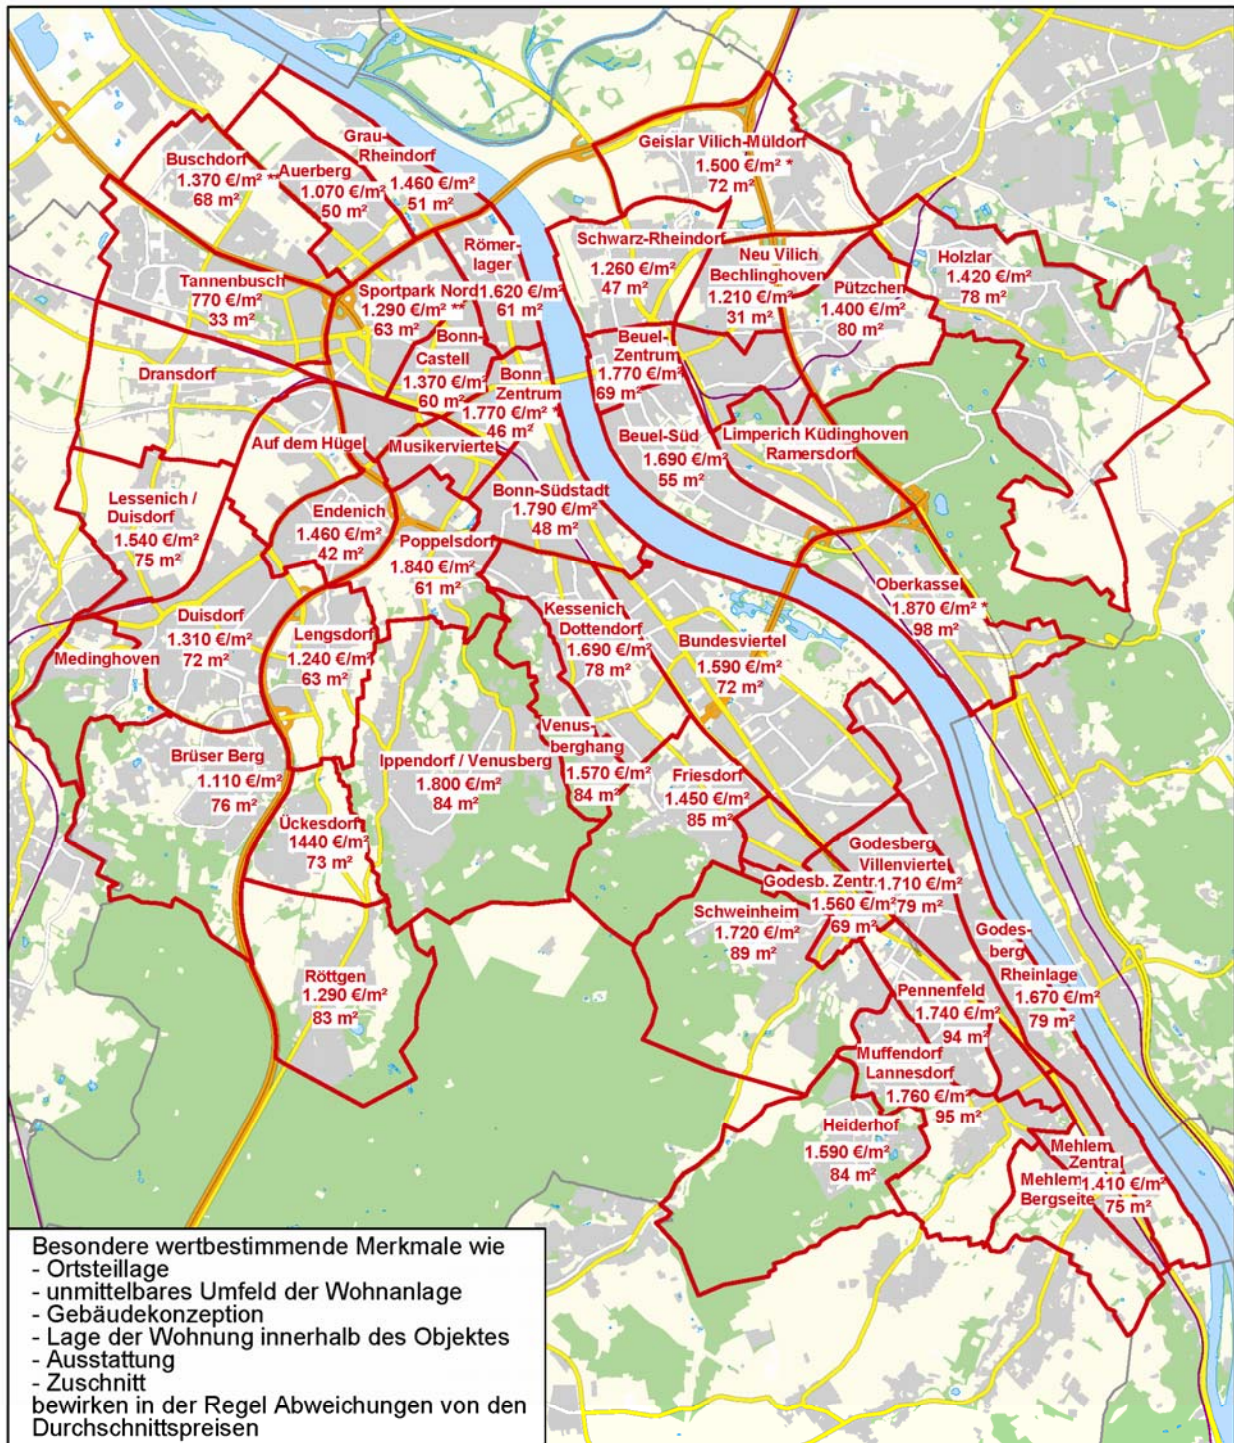 Grau-
Rheindorf
1.460 €/m²
51 m²
Buschdorf
1.370 €/m² **
68 m²
Auerberg
1.070 €/m²
50 m²
Geislar Vilich-Müldorf
1.500 €/m² *
72 m²
Römer-
lager
1.620 €/m²
61 m²
Schwarz-Rheindorf
1.260 €/m²
47 m²
Neu Vilich
Bechlinghoven
1.210 €/m²
31 m²
Holzlar
1.420 €/m²
78 m²
Pützchen
1.400 €/m²
80 m²
Tannenbusch
770 €/m²
33 m²
Sportpark Nord
1.290 €/m² **
63 m²
Bonn-
Castell
1.370 €/m²
60 m²
Beuel-
Zentrum
1.770 €/m²
69 m²
Dransdorf
Bonn
Zentrum
1.770 €/m² *
46 m²
Auf dem Hügel
Musikerviertel
Beuel-Süd
1.690 €/m²
55 m²
Limperich Küdinghoven
Ramersdorf
Lessenich /
Duisdorf
1.540 €/m²
75 m²
Endenich
1.460 €/m²
42 m²
Bonn-Südstadt
1.790 €/m²
48 m²
Poppelsdorf
1.840 €/m²
61 m²
Oberkassel
1.870 €/m² *
98 m²
Duisdorf
1.310 €/m²
72 m²
Lengsdorf
1.240 €/m²
63 m²
Kessenich
Dottendorf
1.690 €/m²
78 m²
Bundesviertel
1.590 €/m²
72 m²
Medinghoven
Brüser Berg
1.110 €/m²
76 m²
Ippendorf / Venusberg
1.800 €/m²
84 m²
Venus-
berghang
1.570 €/m²
84 m²
Friesdorf
1.450 €/m²
85 m²
Ückesdorf
1440 €/m²
73 m²
Godesberg
Villenviertel
1.710 €/m²
79 m²
Godesb. Zentr.
1.560 €/m²
69 m²
Schweinheim
1.720 €/m²
89 m²
Godes-
berg
Rheinlage
1.670 €/m²
79 m²
Röttgen
1.290 €/m²
83 m²
Pennenfeld
1.740 €/m²
94 m²
Muffendorf
Lannesdorf
1.760 €/m²
95 m²
Heiderhof
1.590 €/m²
84 m²
Mehlem
Zentral
1.410 €/m²
75 m²
Mehlem
Bergseite
Besondere wertbestimmende Merkmale wie
- Ortsteillage
- unmittelbares Umfeld der Wohnanlage
- Gebäudekonzeption
- Lage der Wohnung innerhalb des Objektes
- Ausstattung
- Zuschnitt
bewirken in der Regel Abweichungen von den
Durchschnittspreisen